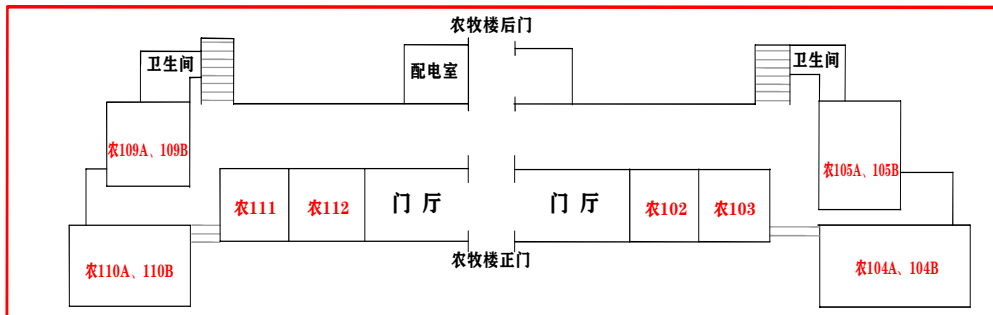 农牧楼后门
卫生间
配电室
卫生间
农109A、109B
农105A、105B
农111
农112
门 厅
门 厅
农102
农103
农牧楼正门
农110A、110B
农104A、104B